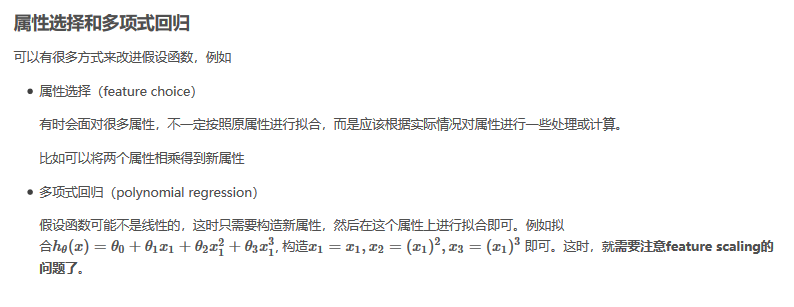 属性选择和多项式回归
可以有很多方式来改进假设函数，例如
• 属性选择（feature choice）
有时会面对很多属性，不一定按照原属性进行拟合，而是应该根据实际情况对属性进行一些处理或计算。
比如可以将两个属性相乘得到新属性
• 多项式回归（polynomial regression）
假设函数可能不是线性的，这时只需要构造新属性，然后在这个属性上进行拟合即可。例如拟
合$h_\theta(x) = \theta_0 + \theta_1 x_1 + \theta_2 x_1^2 + \theta_3 x_1^3$, 构造$x_1 = x_1, x_2 = (x_1)^2, x_3 = (x_1)^3$ 即可。这时，就需要注意feature scaling的
问题了。